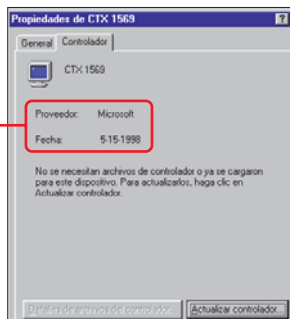 Propiedades de CTX 1569
?
General Controlador
CTX 1569
Proveedor: Microsoft
Fecha: 5-15-1998
No se necesitan archivos de controlador o ya se cargaron
para este dispositivo. Para actualizarlos, haga clic en
Actualizar controlador.
Detalles de archivos del controlador... Actualizar controlador...